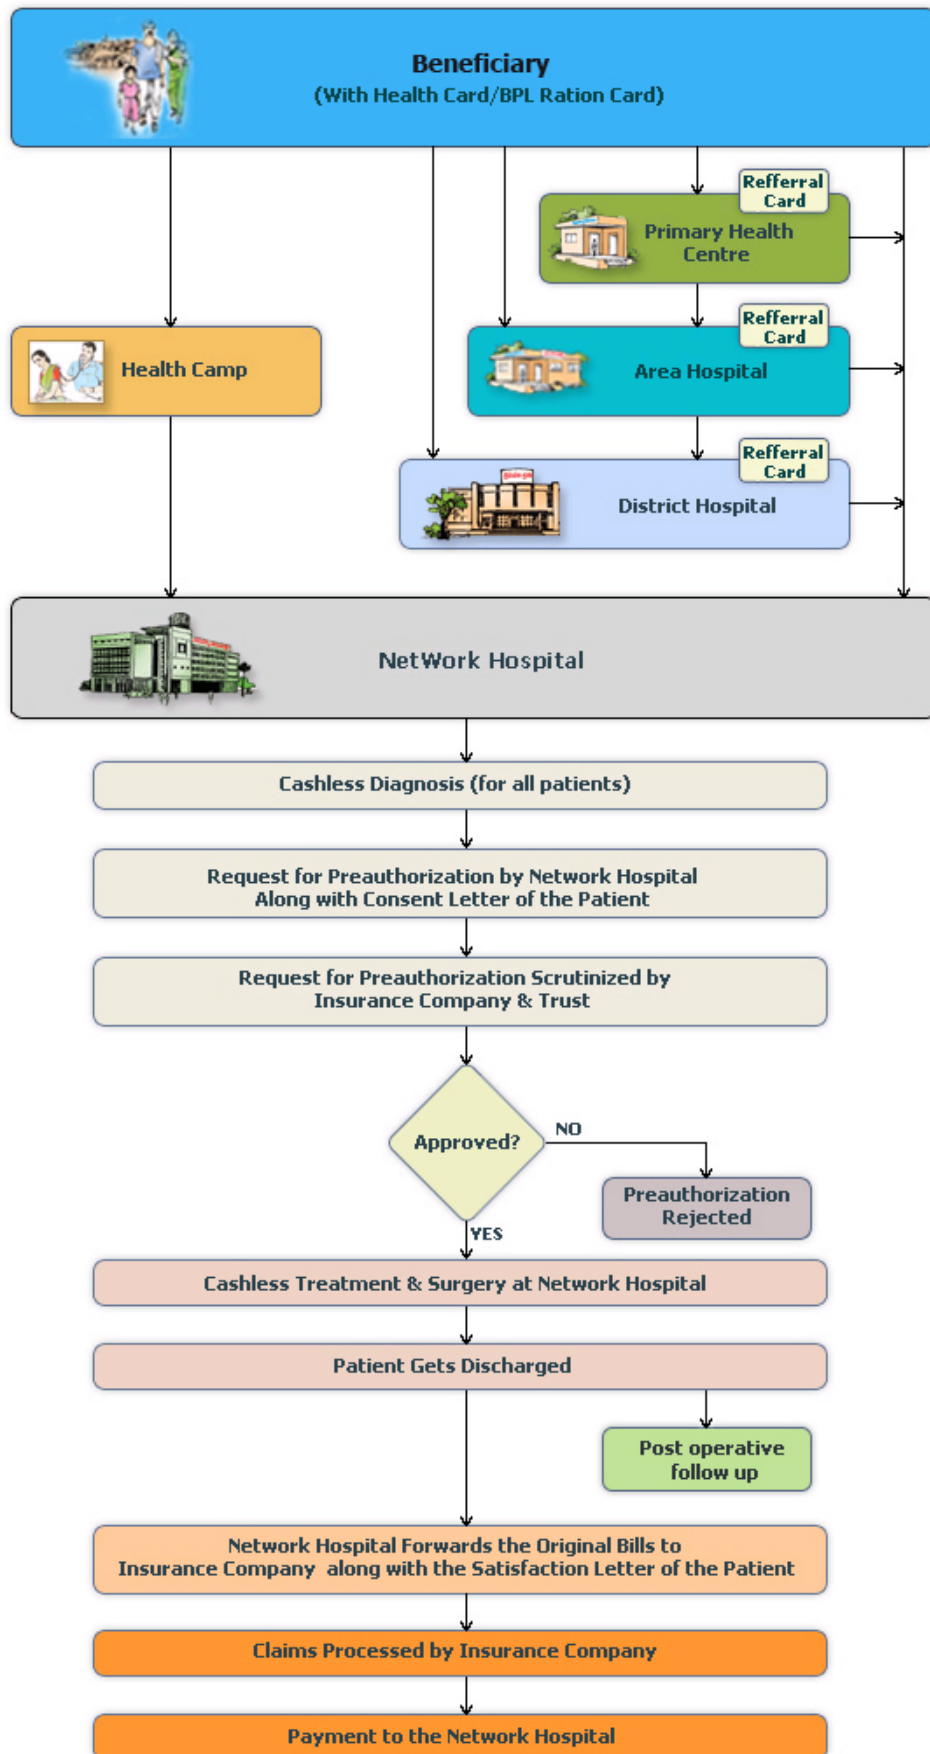 Beneficiary
(With Health Card/BPL Ration Card)
Refferral
Card
Primary Health
Centre
Health Camp
Refferral
Card
Area Hospital
Refferral
Card
District Hospital
NetWork Hospital
Cashless Diagnosis (for all patients)
Request for Preauthorization by Network Hospital
Along with Consent Letter of the Patient
Request for Preauthorization Scrutinized by
Insurance Company & Trust
Approved?
NO
Preauthorization
Rejected
YES
Cashless Treatment & Surgery at Network Hospital
Patient Gets Discharged
Post operative
follow up
Network Hospital Forwards the Original Bills to
Insurance Company along with the Satisfaction Letter of the Patient
Claims Processed by Insurance Company
Payment to the Network Hospital